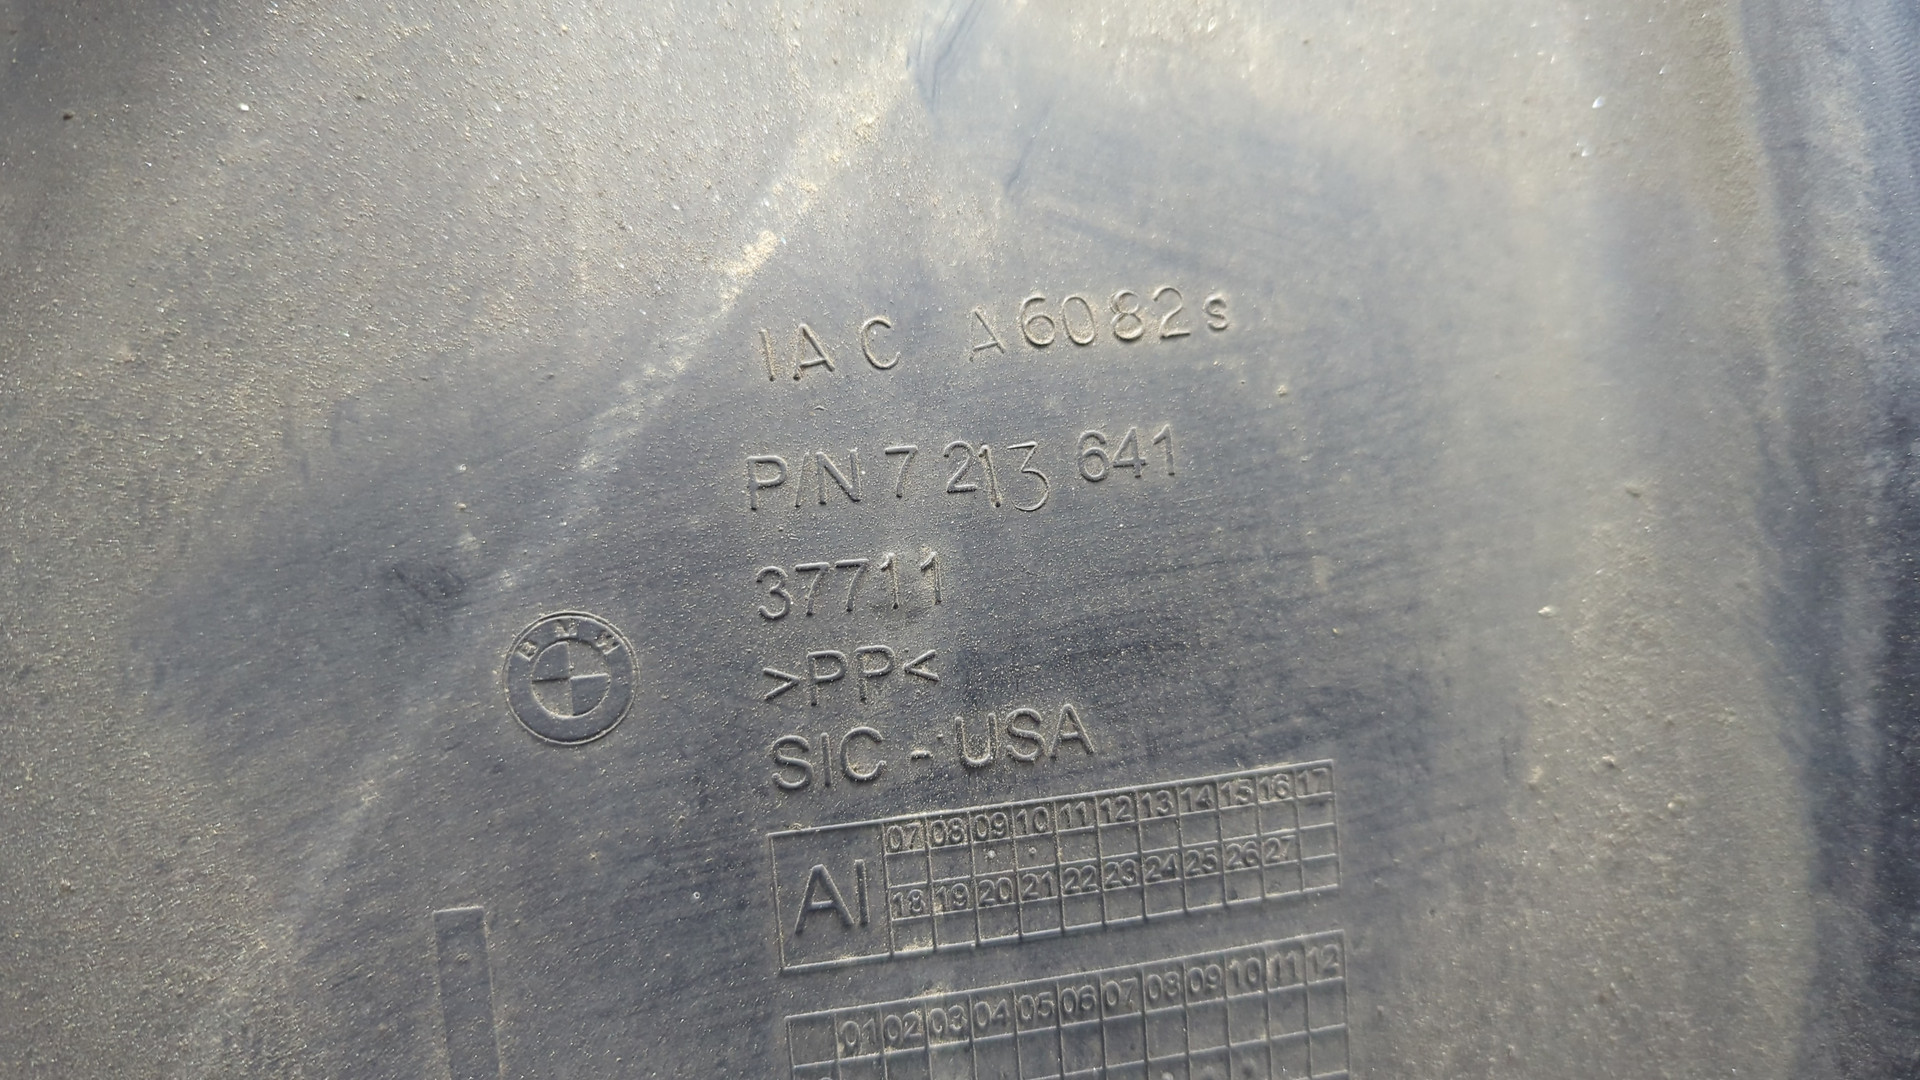 IAC A6082s
P/N 7 213 641
37711
>PP<
BMW
SIC - USA
AI 07 08 09 10 11 12 13 14 15 16 17
18 19 20 21 22 23 24 25 26 27
01 02 03 04 05 06 07 08 09 10 11 12